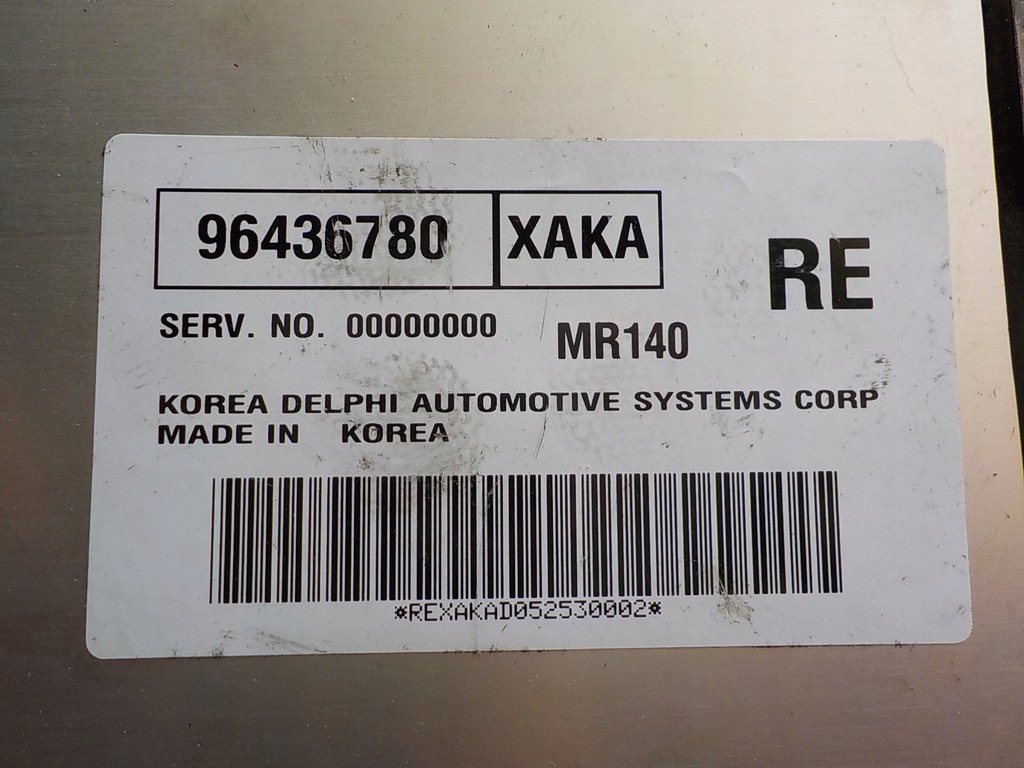 96436780 XAKA
RE
SERV. NO. 00000000
MR140
KOREA DELPHI AUTOMOTIVE SYSTEMS CORP
MADE IN KOREA
*REXAKAD052530002*